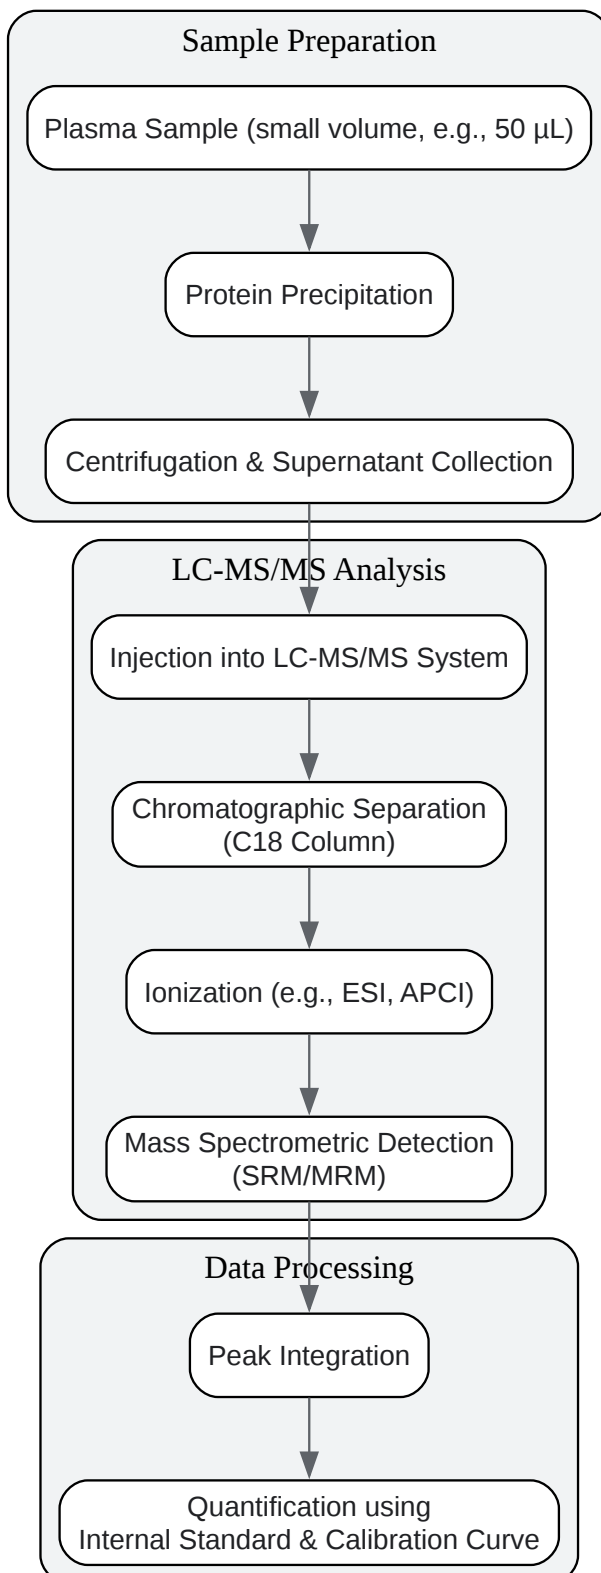 Sample Preparation
Plasma Sample (small volume, e.g., 50 µL)
Protein Precipitation
Centrifugation & Supernatant Collection
LC-MS/MS Analysis
Injection into LC-MS/MS System
Chromatographic Separation
(C18 Column)
Ionization (e.g., ESI, APCI)
Mass Spectrometric Detection
(SRM/MRM)
Data Processing
Peak Integration
Quantification using
Internal Standard & Calibration Curve